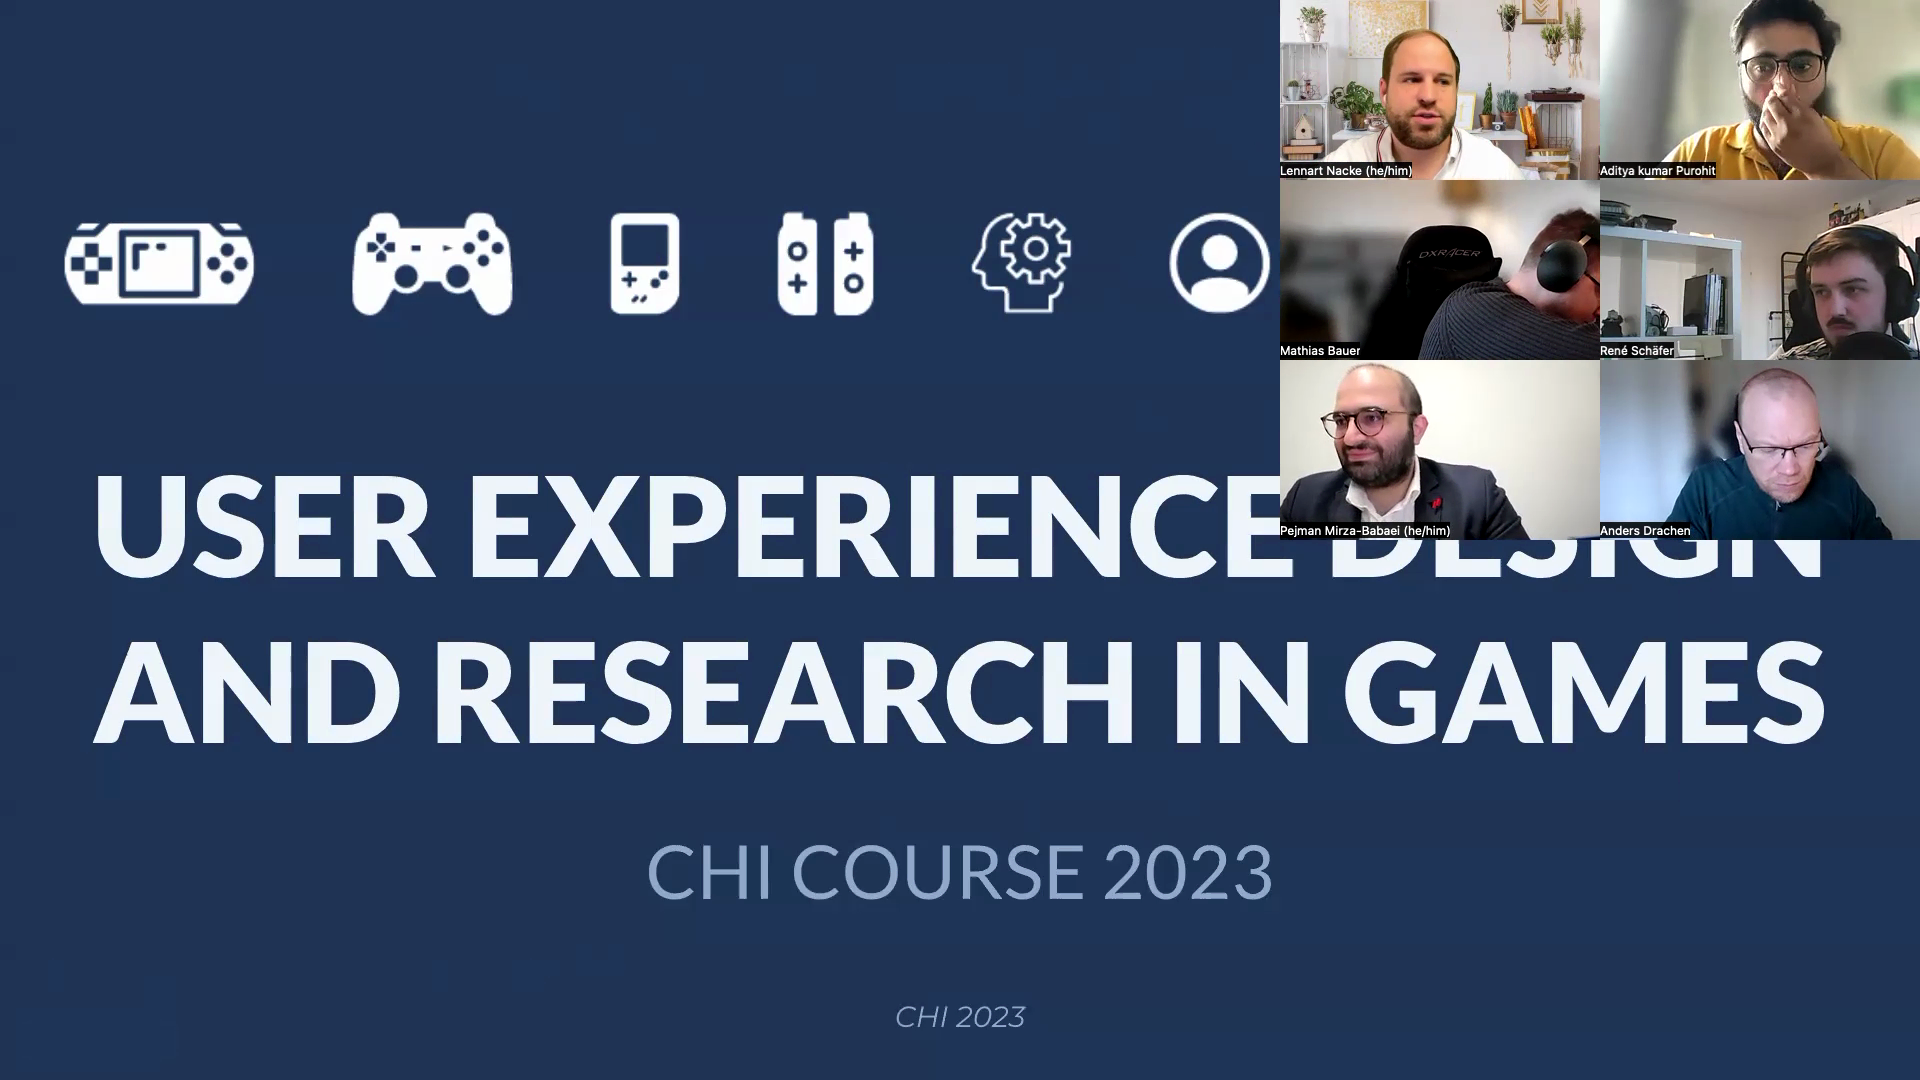 Lennart Nacke (he/him)
Aditya kumar Purohit
DXRACER
Mathias Bauer
René Schäfer
Pejman Mirza-Babaei (he/him)
Anders Drachen
USER EXPERIENCE DESIGN
AND RESEARCH IN GAMES
CHI COURSE 2023
CHI 2023